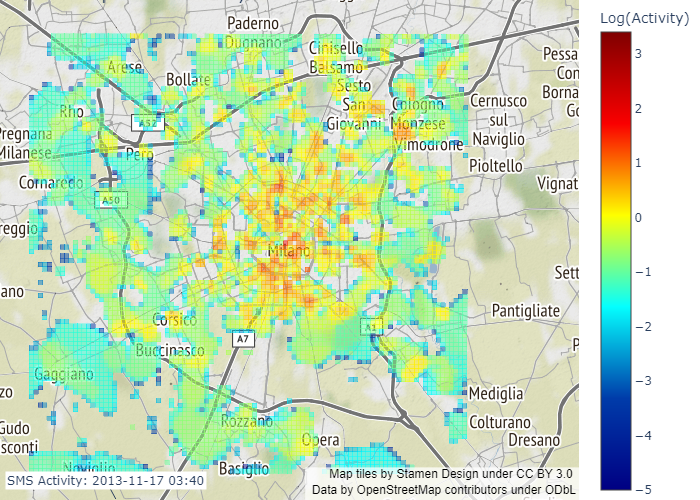 Log(Activity)
3
2
1
0
−1
−2
−3
−4
−5
Paderno
Dugnano
Cinisello
Balsamo
Arese
Bollate
Sesto
San
Giovanni
Cologno
Monzese
Vimodrone
Cernusco
sul
Naviglio
Pioltello
Pessa
Con
Borna
Go
Rho
A52
Pregnana
Milanese
Pero
Cornaredo
A50
Vignat
reggio
Milano
Sett
ano
Pantigliate
Corsico
A7
A1
Buccinasco
P
Gaggiano
zo
Mediglia
Rozzano
Colturano
Gudo
sconti
Opera
Dresano
Noviglio
Basiglio
SMS Activity: 2013-11-17 03:40
Map tiles by Stamen Design under CC BY 3.0
Data by OpenStreetMap contributors under ODbL